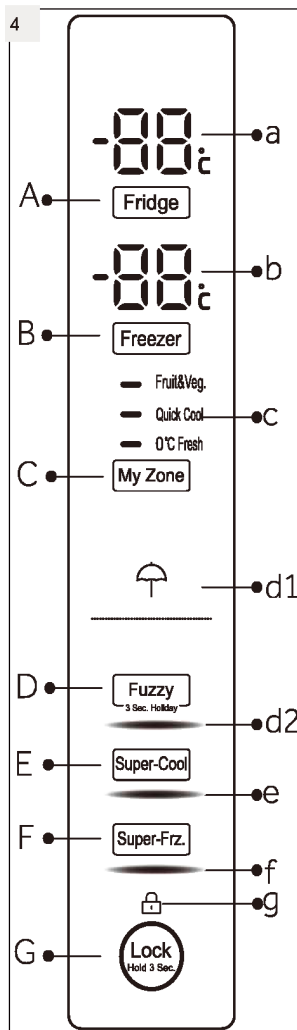 4
-88°c
a
A
Fridge
-88°c
b
B
Freezer
Fruit&Veg.
Quick Cool
c
0°C Fresh
C
My Zone
d1
D
Fuzzy
3 Sec. Holiday
d2
E
Super-Cool
e
F
Super-Frz.
f
g
G
Lock
Hold 3 Sec.